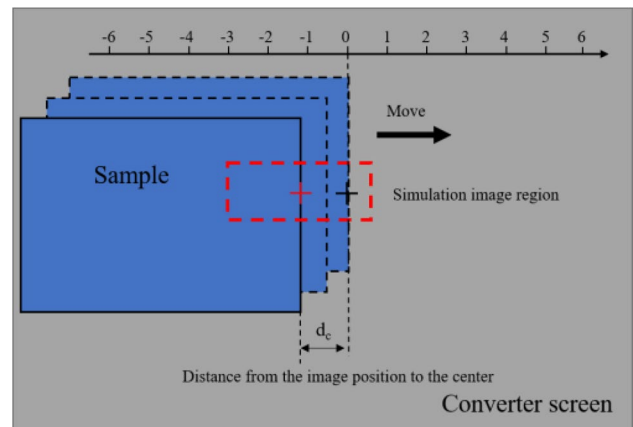 -6 -5 -4 -3 -2 -1 0 1 2 3 4 5 6
Move
Sample
Simulation image region
dc
Distance from the image position to the center
Converter screen